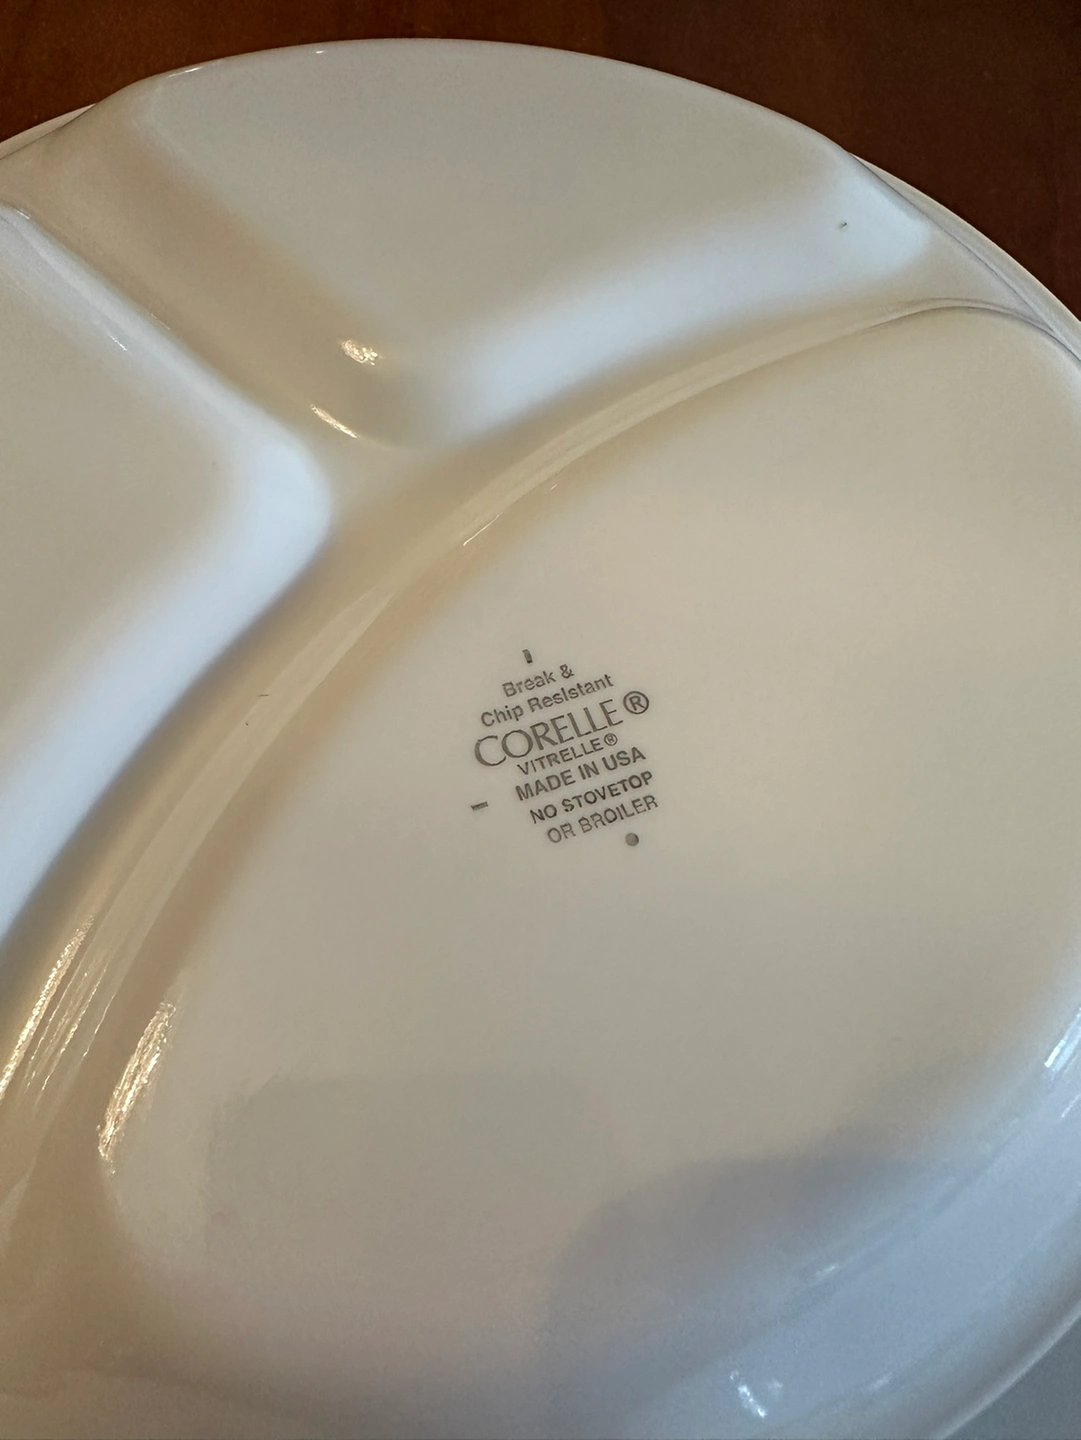 Break &
Chip Resistant
CORELLE®
VITRELLE®
MADE IN USA
NO STOVETOP
OR BROILER